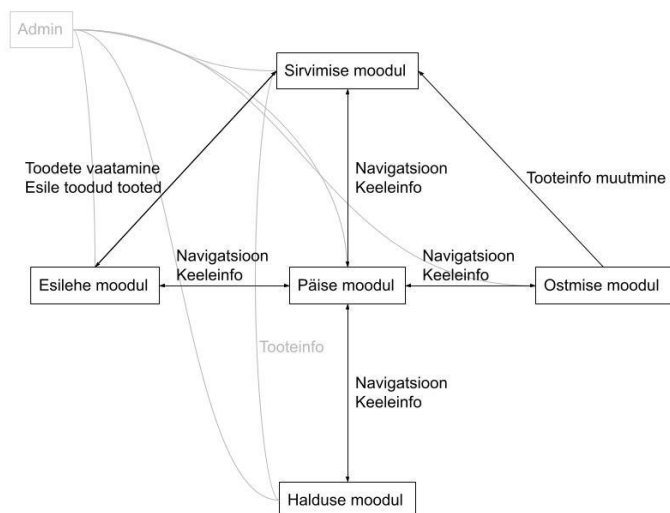 Admin
Sirvimise moodul
Toodete vaatamine
Esile toodud tooted
Navigatsioon
Keeleinfo
Tooteinfo muutmine
Navigatsioon
Keeleinfo
Navigatsioon
Keeleinfo
Esilehe moodul
Päise moodul
Ostmise moodul
Tooteinfo
Navigatsioon
Keeleinfo
Halduse moodul